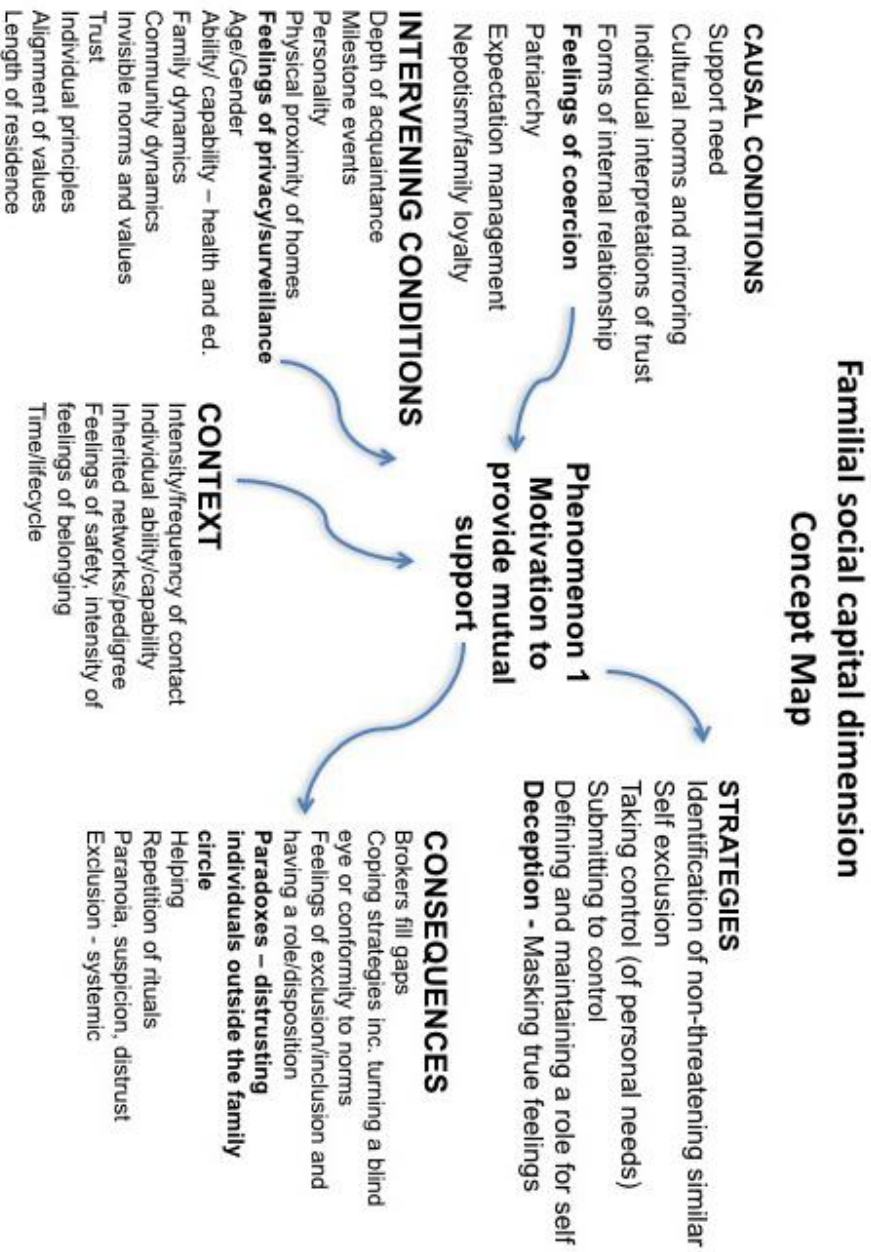 Familial social capital dimension
Concept Map
CAUSAL CONDITIONS
Support need
Cultural norms and mirroring
Individual interpretations of trust
Forms of internal relationship
Feelings of coercion
Patriarchy
Expectation management
Nepotism/family loyalty
INTERVENING CONDITIONS
Depth of acquaintance
Milestone events
Personality
Physical proximity of homes
Feelings of privacy/surveillance
Age/Gender
Ability/ capability – health and ed.
Family dynamics
Community dynamics
Invisible norms and values
Trust
Individual principles
Alignment of values
Length of residence
Phenomenon 1
Motivation to
provide mutual
support
CONTEXT
Intensity/frequency of contact
Individual ability/capability
Inherited networks/pedigree
Feelings of safety, intensity of
feelings of belonging
Time/lifecycle
STRATEGIES
Identification of non-threatening similar
Self exclusion
Taking control (of personal needs)
Submitting to control
Defining and maintaining a role for self
Deception - Masking true feelings
CONSEQUENCES
Brokers fill gaps
Coping strategies inc. turning a blind
eye or conformity to norms
Feelings of exclusion/inclusion and
having a role/disposition
Paradoxes – distrusting
individuals outside the family
circle
Helping
Repetition of rituals
Paranoia, suspicion, distrust
Exclusion - systemic